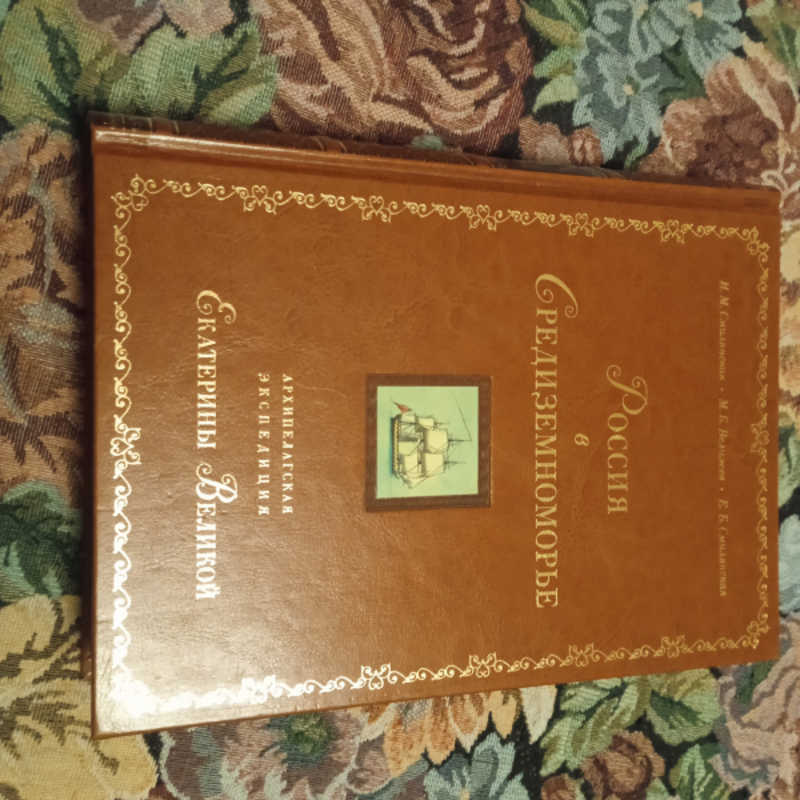 И.М. Смилянская • М.Б. Велижев • Е.Б. Смилянская
РОССИЯ
в
СРЕДИЗЕМНОМОРЬЕ
АРХИПЕЛАГСКАЯ
ЭКСПЕДИЦИЯ
ЕКАТЕРИНЫ ВЕЛИКОЙ